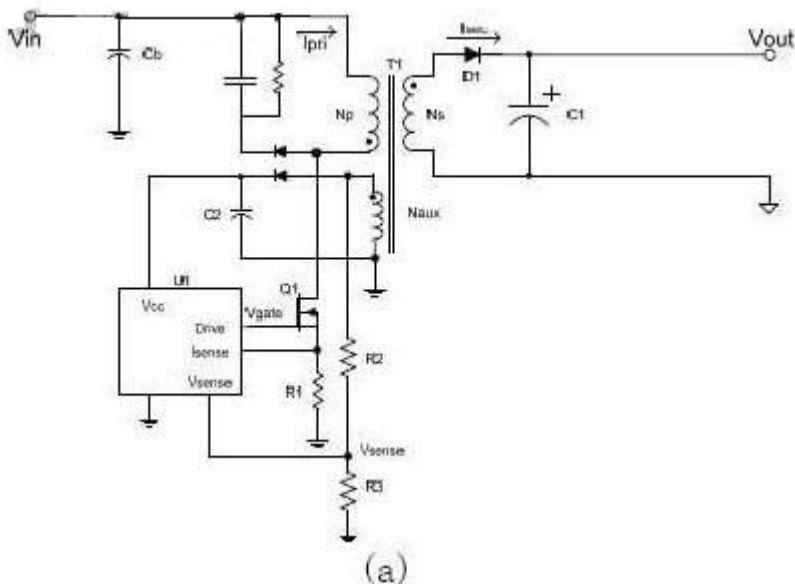 Vin
Cb
Ipri
T1
Isec
D1
Vout
Np
Ns
C1
Naux
C2
U1
Q1
Vcc
Vgate
Drive
Isense
Vsense
R1
R2
Vsense
R3
(a)